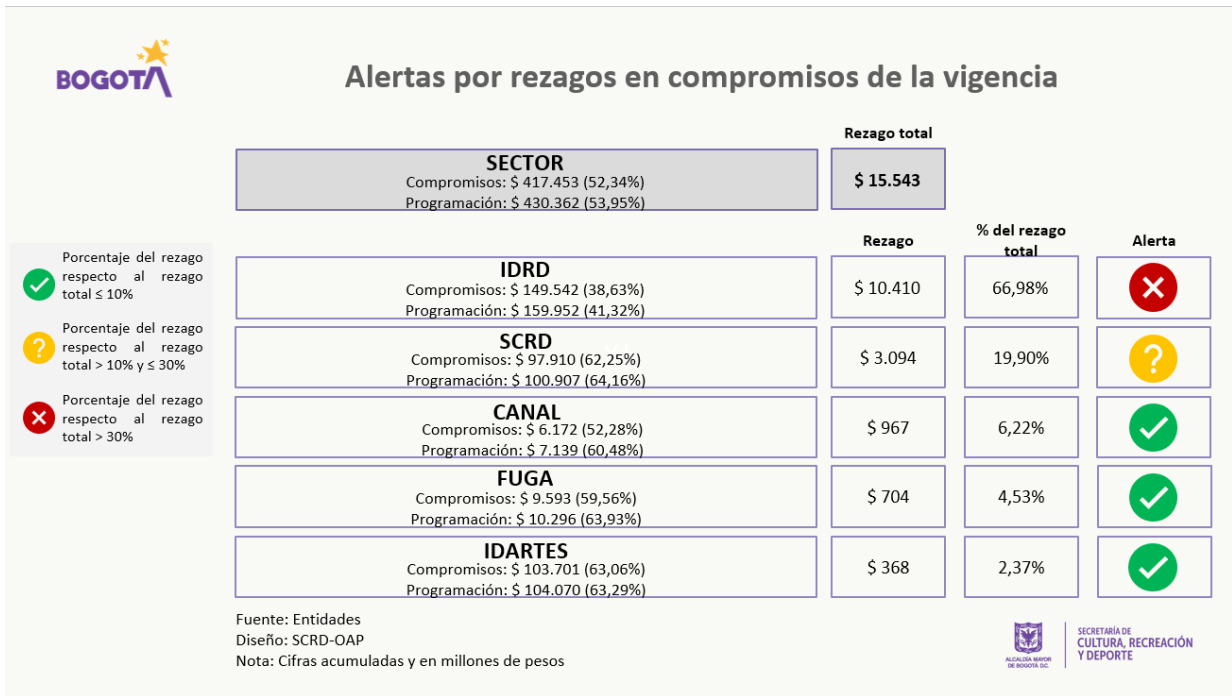 BOGOTÁ
Alertas por rezagos en compromisos de la vigencia
Rezago total
SECTOR
Compromisos: $ 417.453 (52,34%)
Programación: $ 430.362 (53,95%)
$ 15.543
Rezago
% del rezago
total
Alerta
Porcentaje del rezago
respecto al rezago
total ≤ 10%
Porcentaje del rezago
respecto al rezago
total > 10% y ≤ 30%
Porcentaje del rezago
respecto al rezago
total > 30%
IDRD
Compromisos: $ 149.542 (38,63%)
Programación: $ 159.952 (41,32%)
$ 10.410
66,98%
SCRD
Compromisos: $ 97.910 (62,25%)
Programación: $ 100.907 (64,16%)
$ 3.094
19,90%
?
CANAL
Compromisos: $ 6.172 (52,28%)
Programación: $ 7.139 (60,48%)
$ 967
6,22%
FUGA
Compromisos: $ 9.593 (59,56%)
Programación: $ 10.296 (63,93%)
$ 704
4,53%
IDARTES
Compromisos: $ 103.701 (63,06%)
Programación: $ 104.070 (63,29%)
$ 368
2,37%
Fuente: Entidades
Diseño: SCRD-OAP
Nota: Cifras acumuladas y en millones de pesos
ALCALDÍA MAYOR
DE BOGOTÁ D.C.
SECRETARÍA DE
CULTURA, RECREACIÓN
Y DEPORTE